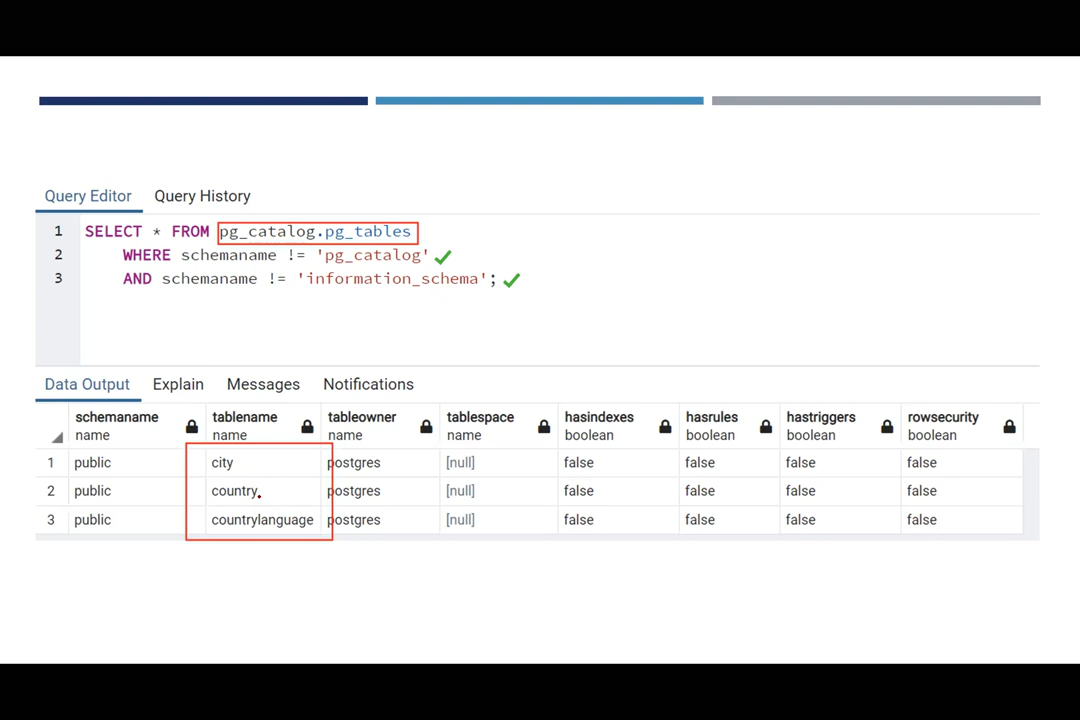 Query Editor Query History
1 SELECT * FROM pg_catalog.pg_tables
2 WHERE schemaname != 'pg_catalog'
3 AND schemaname != 'information_schema';
Data Output Explain Messages Notifications
schemaname tablename tableowner tablespace hasindexes hasrules hastriggers rowsecurity
name name name name boolean boolean boolean boolean
1 public city postgres [null] false false false false
2 public country postgres [null] false false false false
3 public countrylanguage postgres [null] false false false false